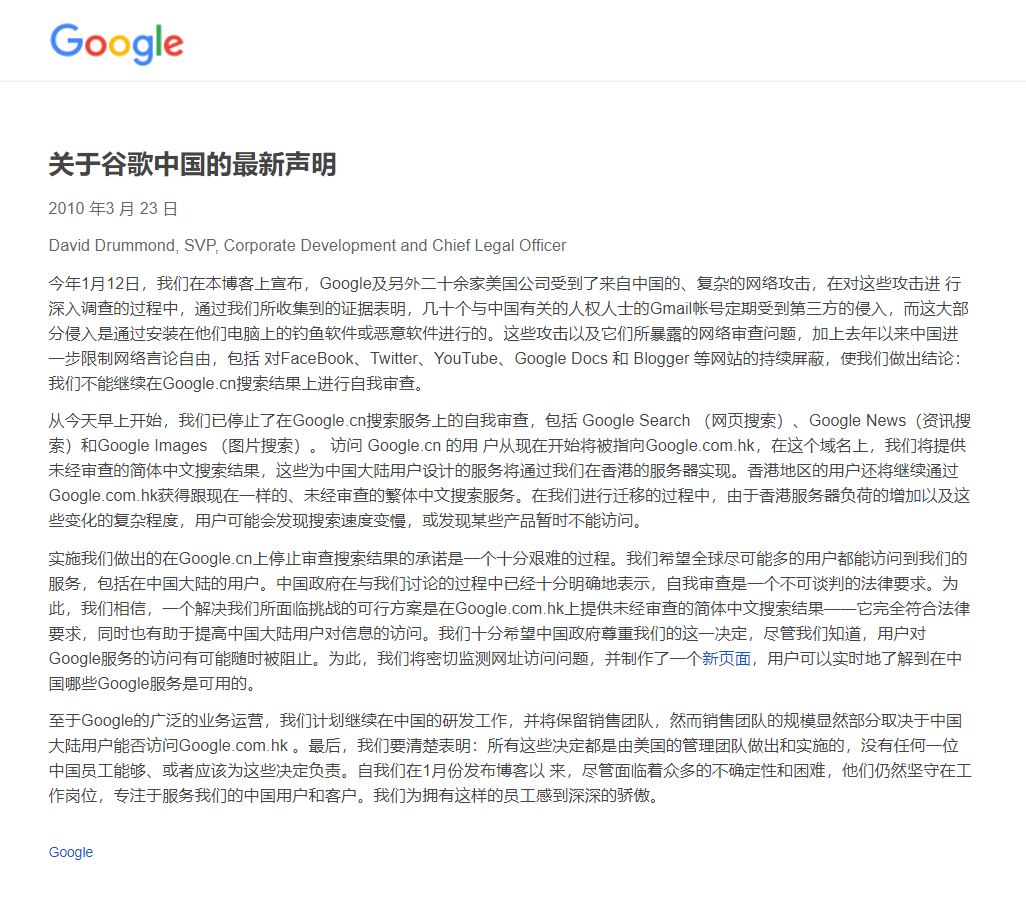 Google
关于谷歌中国的最新声明
2010 年3 月 23 日
David Drummond, SVP, Corporate Development and Chief Legal Officer
今年1月12日，我们在本博客上宣布，Google及另外二十余家美国公司受到了来自中国的、复杂的网络攻击，在对这些攻击进 行
深入调查的过程中，通过我们所收集到的证据表明，几十个与中国有关的人权人士的Gmail帐号定期受到第三方的侵入，而这大部
分侵入是通过安装在他们电脑上的钓鱼软件或恶意软件进行的。这些攻击以及它们所暴露的网络审查问题，加上去年以来中国进
一步限制网络言论自由，包括 对FaceBook、Twitter、YouTube、Google Docs 和 Blogger 等网站的持续屏蔽，使我们做出结论：
我们不能继续在Google.cn搜索结果上进行自我审查。
从今天早上开始，我们已停止了在Google.cn搜索服务上的自我审查，包括 Google Search （网页搜索）、Google News（资讯搜
索）和Google Images （图片搜索）。 访问 Google.cn 的用 户从现在开始将被指向Google.com.hk，在这个域名上，我们将提供
未经审查的简体中文搜索结果，这些为中国大陆用户设计的服务将通过我们在香港的服务器实现。香港地区的用户还将继续通过
Google.com.hk获得跟现在一样的、未经审查的繁体中文搜索服务。在我们进行迁移的过程中，由于香港服务器负荷的增加以及这
些变化的复杂程度，用户可能会发现搜索速度变慢，或发现某些产品暂时不能访问。
实施我们做出的在Google.cn上停止审查搜索结果的承诺是一个十分艰难的过程。我们希望全球尽可能多的用户都能访问到我们的
服务，包括在中国大陆的用户。中国政府在与我们讨论的过程中已经十分明确地表示，自我审查是一个不可谈判的法律要求。为
此，我们相信，一个解决我们所面临挑战的可行方案是在Google.com.hk上提供未经审查的简体中文搜索结果——它完全符合法律
要求，同时也有助于提高中国大陆用户对信息的访问。我们十分希望中国政府尊重我们的这一决定，尽管我们知道，用户对
Google服务的访问有可能随时被阻止。为此，我们将密切监测网址访问问题，并制作了一个新页面，用户可以实时地了解到在中
国哪些Google服务是可用的。
至于Google的广泛的业务运营，我们计划继续在中国的研发工作，并将保留销售团队，然而销售团队的规模显然部分取决于中国
大陆用户能否访问Google.com.hk 。最后，我们要清楚表明：所有这些决定都是由美国的管理团队做出和实施的，没有任何一位
中国员工能够、或者应该为这些决定负责。自我们在1月份发布博客以 来，尽管面临着众多的不确定性和困难，他们仍然坚守在工
作岗位，专注于服务我们的中国用户和客户。我们为拥有这样的员工感到深深的骄傲。
Google